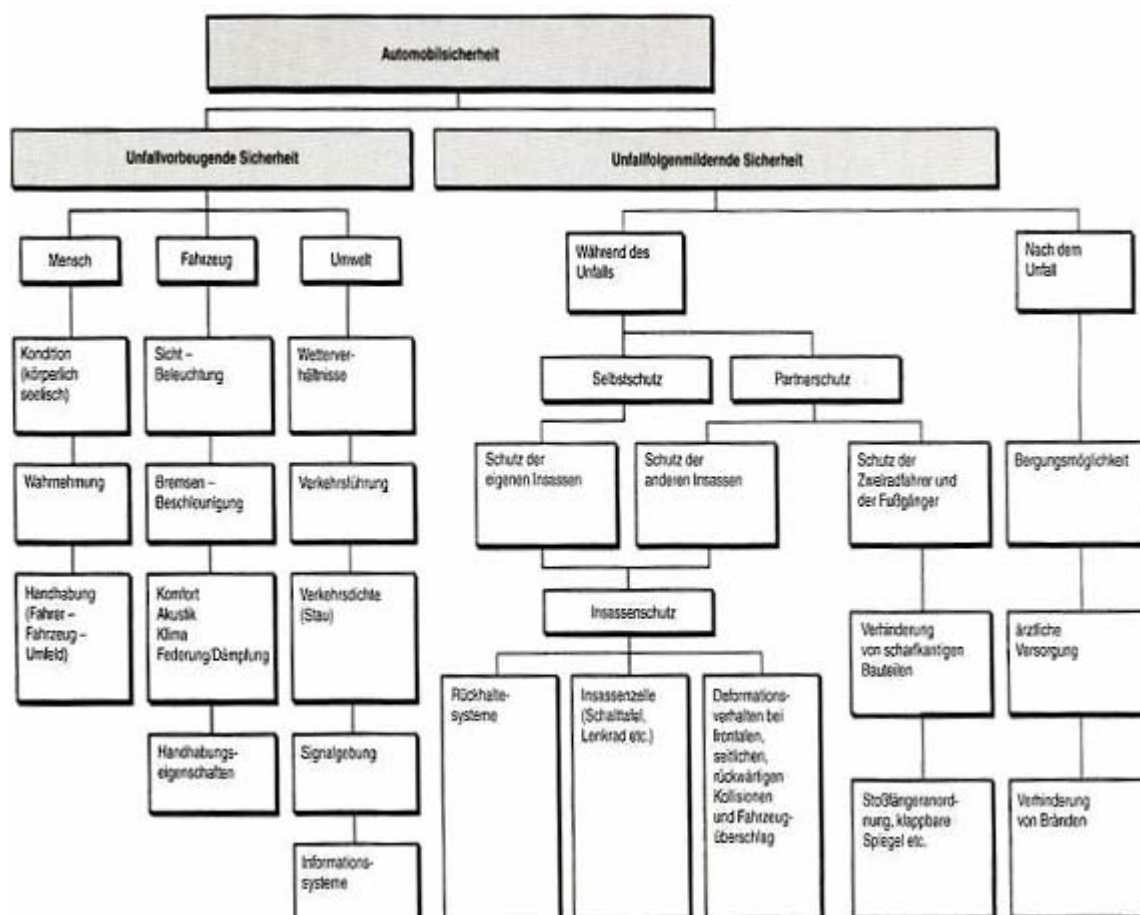 Automobilsicherheit
Unfallvorbeugende Sicherheit
Unfallfolgenmildernde Sicherheit
Mensch
Fahrzeug
Umwelt
Während des
Unfalls
Nach dem
Unfall
Kondition
(körperlich
seelisch)
Sicht –
Beleuchtung
Wetterver-
hältnisse
Selbstschutz
Partnerschutz
Wahrnehmung
Bremsen –
Beschleunigung
Verkehrsführung
Schutz der
eigenen Insassen
Schutz der
anderen Insassen
Schutz der
Zweiradfahrer und
der Fußgänger
Bergungsmöglichkeit
Handhabung
(Fahrer –
Fahrzeug –
Umfeld)
Komfort
Akustik
Klima
Federung/Dämpfung
Verkehrsdichte
(Stau)
Insassenschutz
Verhinderung
von scharfkantigen
Bauteilen
ärztliche
Versorgung
Rückhalte-
systeme
Insassenzelle
(Schalttafel,
Lenkrad etc.)
Deformations-
verhalten bei
frontalen,
seitlichen,
rückwärtigen
Kollisionen
und Fahrzeug-
überschlag
Handhabungs-
eigenschaften
Signalgebung
Stoßfängeranord-
nung, klappbare
Spiegel etc.
Verhinderung
von Bränden
Informations-
systeme